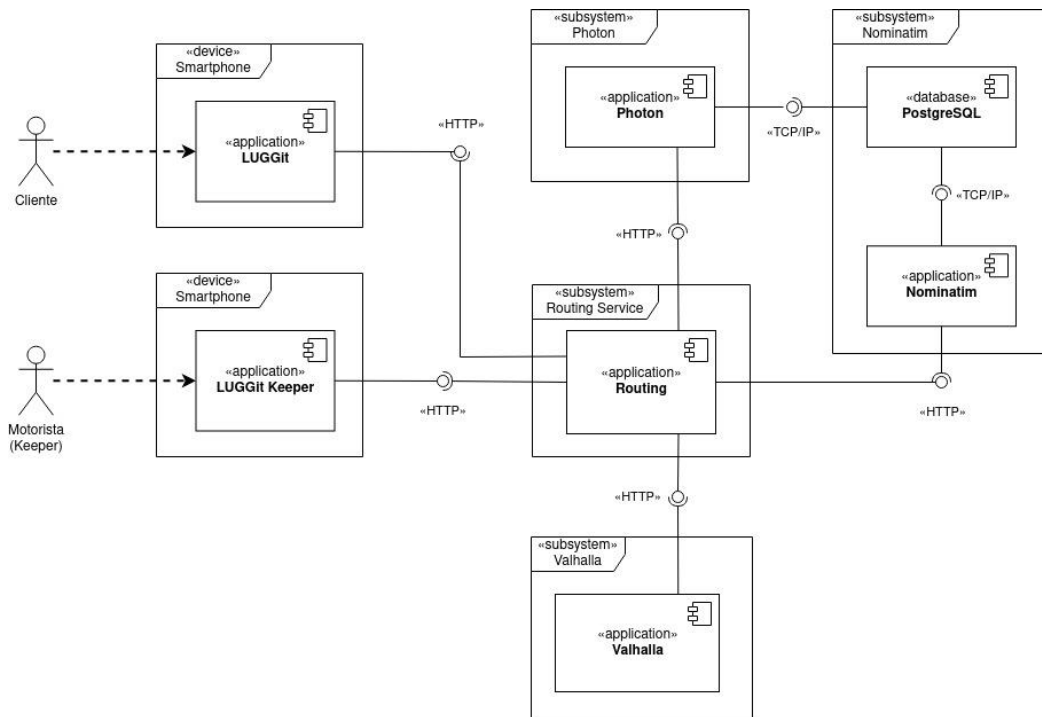 «subsystem»
Photon
«subsystem»
Nominatim
«device»
Smartphone
«application»
Photon
«database»
PostgreSQL
«HTTP»
«TCP/IP»
«application»
LUGGit
Cliente
«TCP/IP»
«HTTP»
«device»
Smartphone
«subsystem»
Routing Service
«application»
Nominatim
«application»
LUGGit Keeper
«application»
Routing
«HTTP»
«HTTP»
Motorista
(Keeper)
«HTTP»
«subsystem»
Valhalla
«application»
Valhalla